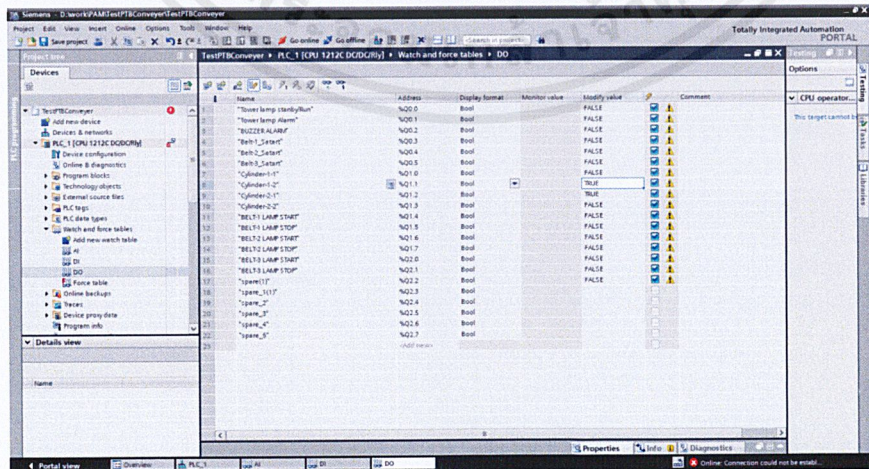 Siemens - D:\work\PAM\TestPTBConveyer\TestPTBConveyer
Project Edit View Insert Online Options Tools Window Help
Save project Go online Go offline <Search in project>
Totally Integrated Automation
PORTAL
Project tree
TestPTBConveyer ▸ PLC_1 [CPU 1212C DC/DC/Rly] ▸ Watch and force tables ▸ DO
Testing
Devices
Options
PLC programming
TestPTBConveyer
Add new device
Devices & networks
PLC_1 [CPU 1212C DC/DC/Rly]
Device configuration
Online & diagnostics
Program blocks
Technology objects
External source files
PLC tags
PLC data types
Watch and force tables
Add new watch table
AI
DI
DO
Force table
Online backups
Traces
Device proxy data
Program info
Details view
Name
i Name Address Display format Monitor value Modify value Comment
1 "Tower lamp stanby/Run" %Q0.0 Bool FALSE
2 "Tower lamp Alarm" %Q0.1 Bool FALSE
3 "BUZZER ALARM" %Q0.2 Bool FALSE
4 "Belt-1_Satart" %Q0.3 Bool FALSE
5 "Belt-2_Satart" %Q0.4 Bool FALSE
6 "Belt-3_Satart" %Q0.5 Bool FALSE
7 "Cylinder-1-1" %Q1.0 Bool FALSE
8 "Cylinder-1-2" %Q1.1 Bool TRUE
9 "Cylinder-2-1" %Q1.2 Bool TRUE
10 "Cylinder-2-2" %Q1.3 Bool FALSE
11 "BELT-1 LAMP START" %Q1.4 Bool FALSE
12 "BELT-1 LAMP STOP" %Q1.5 Bool FALSE
13 "BELT-2 LAMP START" %Q1.6 Bool FALSE
14 "BELT-2 LAMP STOP" %Q1.7 Bool FALSE
15 "BELT-3 LAMP START" %Q2.0 Bool FALSE
16 "BELT-3 LAMP STOP" %Q2.1 Bool FALSE
17 "spare(1)" %Q2.2 Bool FALSE
18 "spare_1(1)" %Q2.3 Bool
19 "spare_2" %Q2.4 Bool
20 "spare_3" %Q2.5 Bool
21 "spare_4" %Q2.6 Bool
22 "spare_5" %Q2.7 Bool
23 <Add new>
CPU operator...
This target cannot b
Testing
Tasks
Libraries
Properties Info Diagnostics
Portal view Overview PLC_1 AI DI DO
Online: Connection could not be establ...